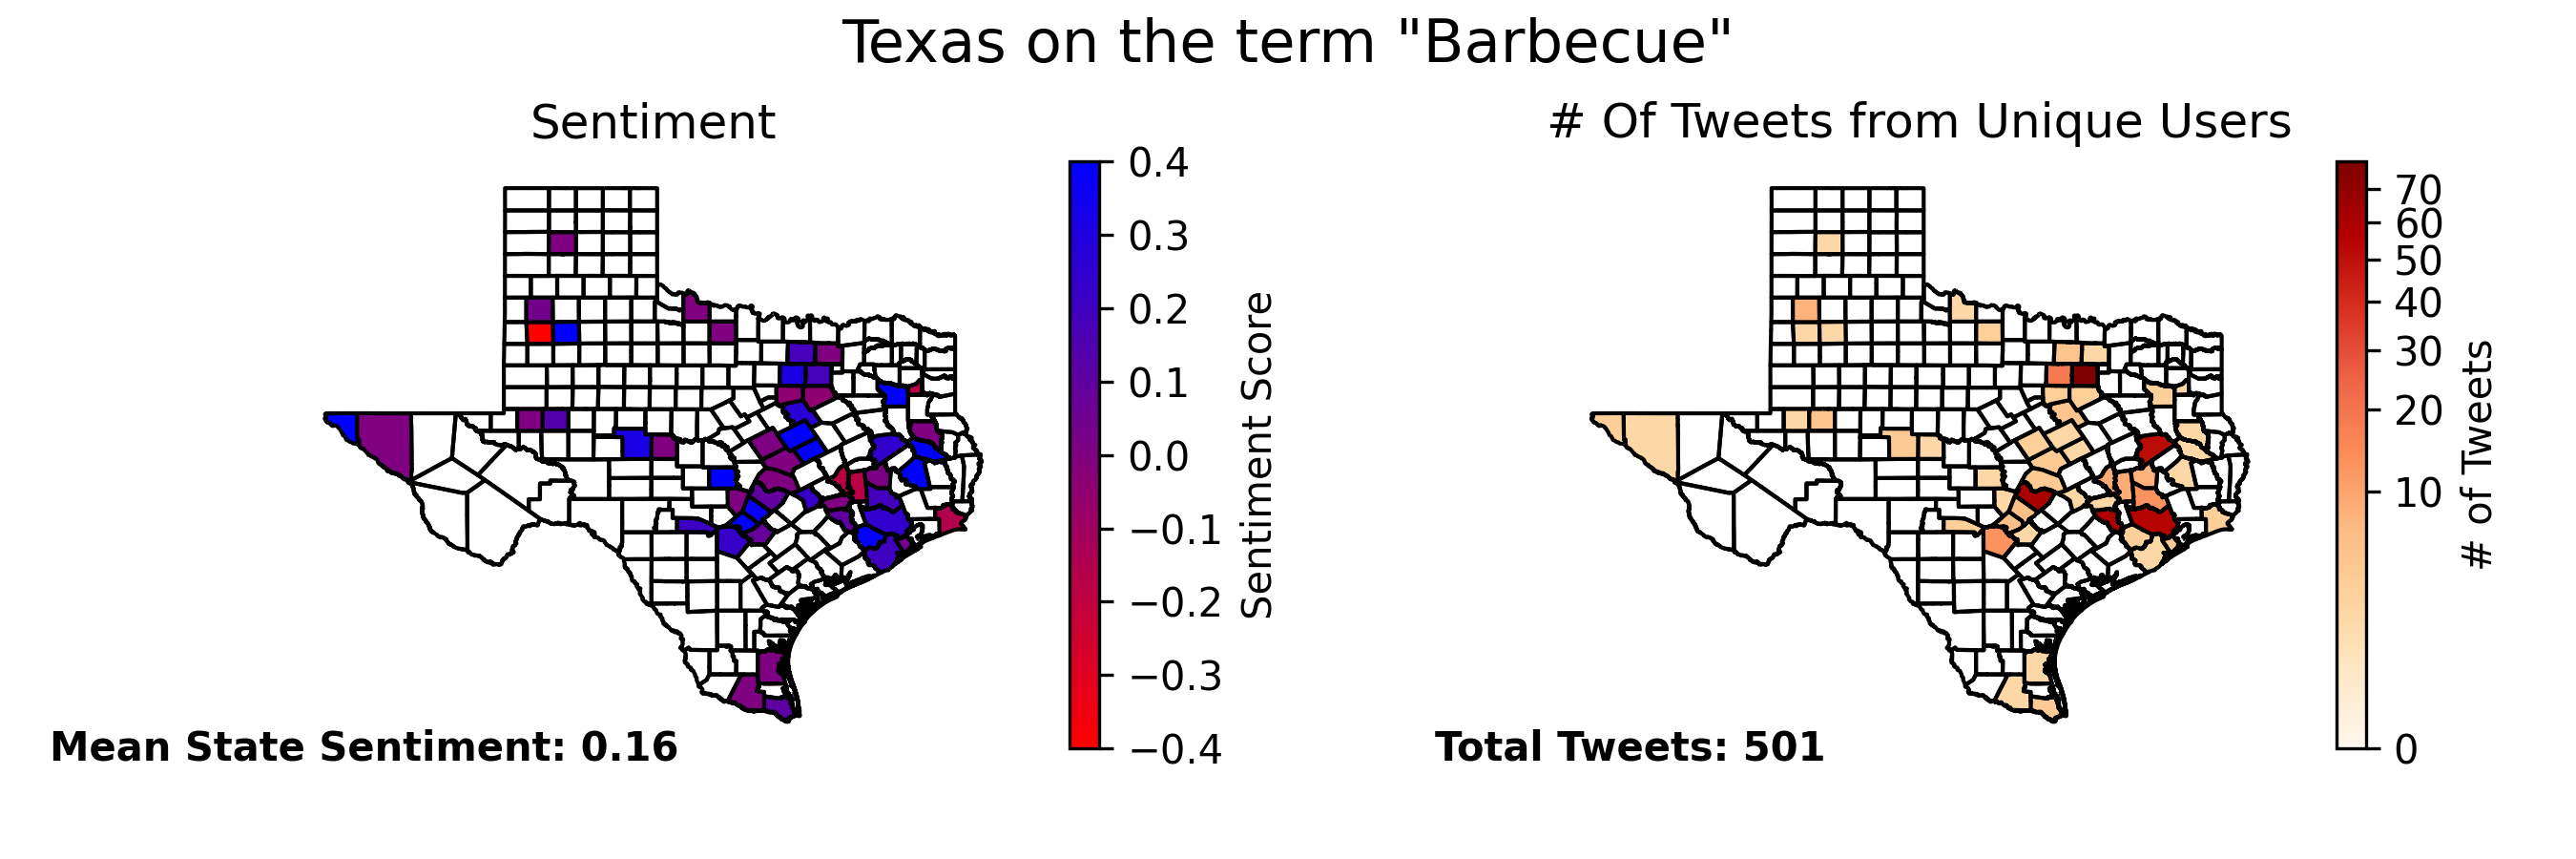 Texas on the term "Barbecue"
Sentiment
0.4
0.3
0.2
0.1
0.0
−0.1
−0.2
−0.3
−0.4
Sentiment Score
Mean State Sentiment: 0.16
# Of Tweets from Unique Users
70
60
50
40
30
20
10
0
# of Tweets
Total Tweets: 501